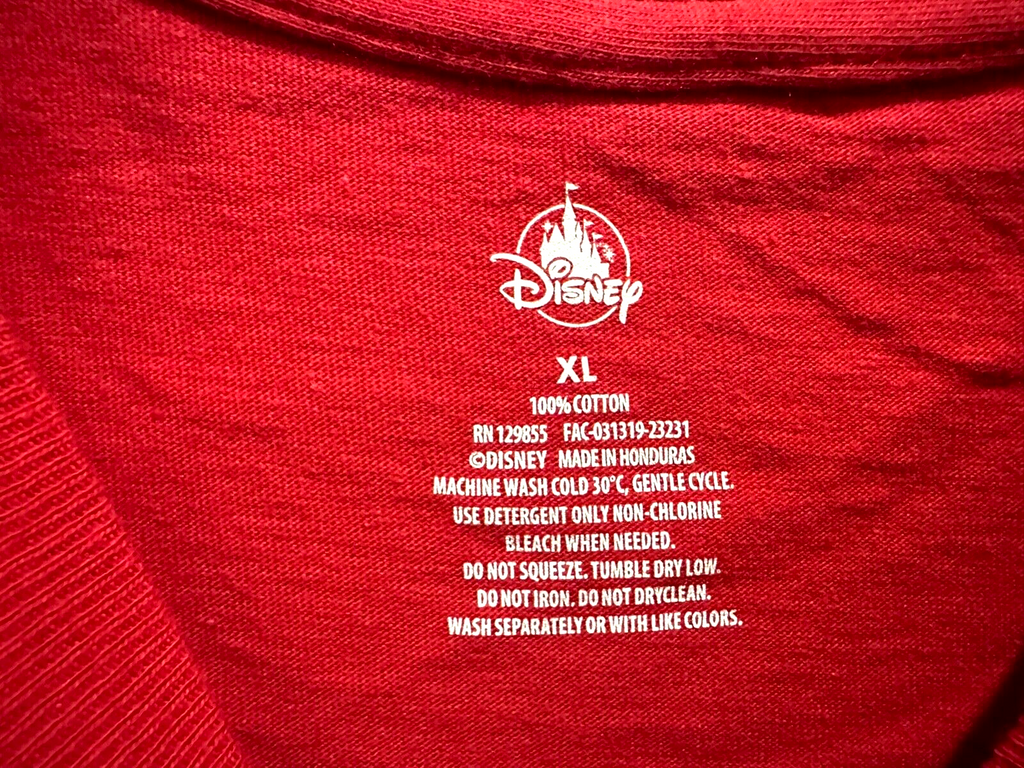 Disney
XL
100% COTTON
RN 129855 FAC-031319-23231
©DISNEY MADE IN HONDURAS
MACHINE WASH COLD 30°C, GENTLE CYCLE.
USE DETERGENT ONLY NON-CHLORINE
BLEACH WHEN NEEDED.
DO NOT SQUEEZE. TUMBLE DRY LOW.
DO NOT IRON. DO NOT DRYCLEAN.
WASH SEPARATELY OR WITH LIKE COLORS.